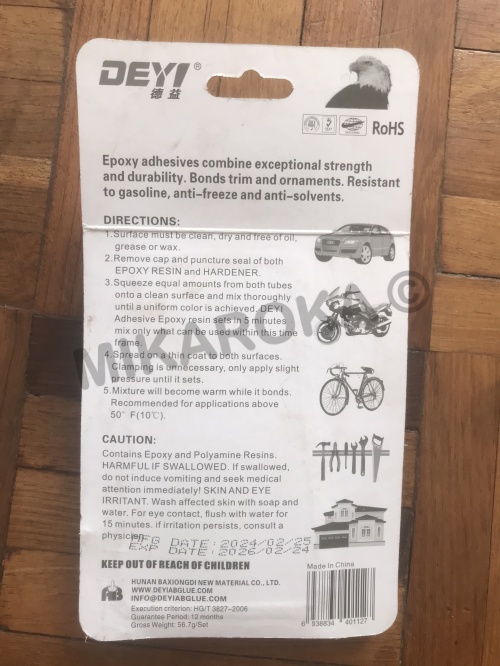 DEYI®
德益
RoHS
Epoxy adhesives combine exceptional strength
and durability. Bonds trim and ornaments. Resistant
to gasoline, anti-freeze and anti-solvents.
DIRECTIONS:
1.Surface must be clean, dry and free of oil,
grease or wax.
2.Remove cap and puncture seal of both
EPOXY RESIN and HARDENER.
3.Squeeze equal amounts from both tubes
onto a clean surface and mix thoroughly
until a uniform color is achieved. DEYI
Adhesive Epoxy resin sets in 5 minutes
mix only what can be used within this time
frame.
4.Spread on a thin coat to both surfaces.
Clamping is unnecessary, only apply slight
pressure until it sets.
5.Mixture will become warm while it bonds.
Recommended for applications above
50° F(10℃).
MIKAROKA©
CAUTION:
Contains Epoxy and Polyamine Resins.
HARMFUL IF SWALLOWED. If swallowed,
do not induce vomiting and seek medical
attention immediately! SKIN AND EYE
IRRITANT. Wash affected skin with soap and
water. For eye contact, flush with water for
15 minutes. if irritation persists, consult a
physician.
MFG DATE: 2024/02/25
EXP DATE: 2026/02/24
KEEP OUT OF REACH OF CHILDREN
HUNAN BAXIONGDI NEW MATERIAL CO., LTD.
WWW.DEYIABGLUE.COM
INFO@DEYIABGLUE.COM
Execution criterion: HG/T 3827-2006
Guarantee Period: 12 months
Gross Weight: 56.7g/Set
Made In China
6 938834 401127